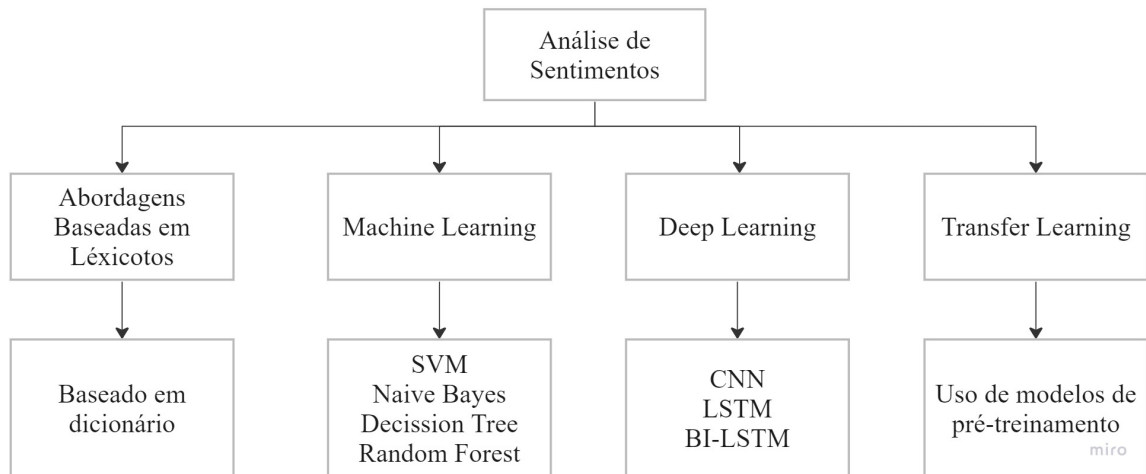 Análise de
Sentimentos
Abordagens
Baseadas em
Léxicotos
Machine Learning
Deep Learning
Transfer Learning
Baseado em
dicionário
SVM
Naive Bayes
Decission Tree
Random Forest
CNN
LSTM
BI-LSTM
Uso de modelos de
pré-treinamento
miro